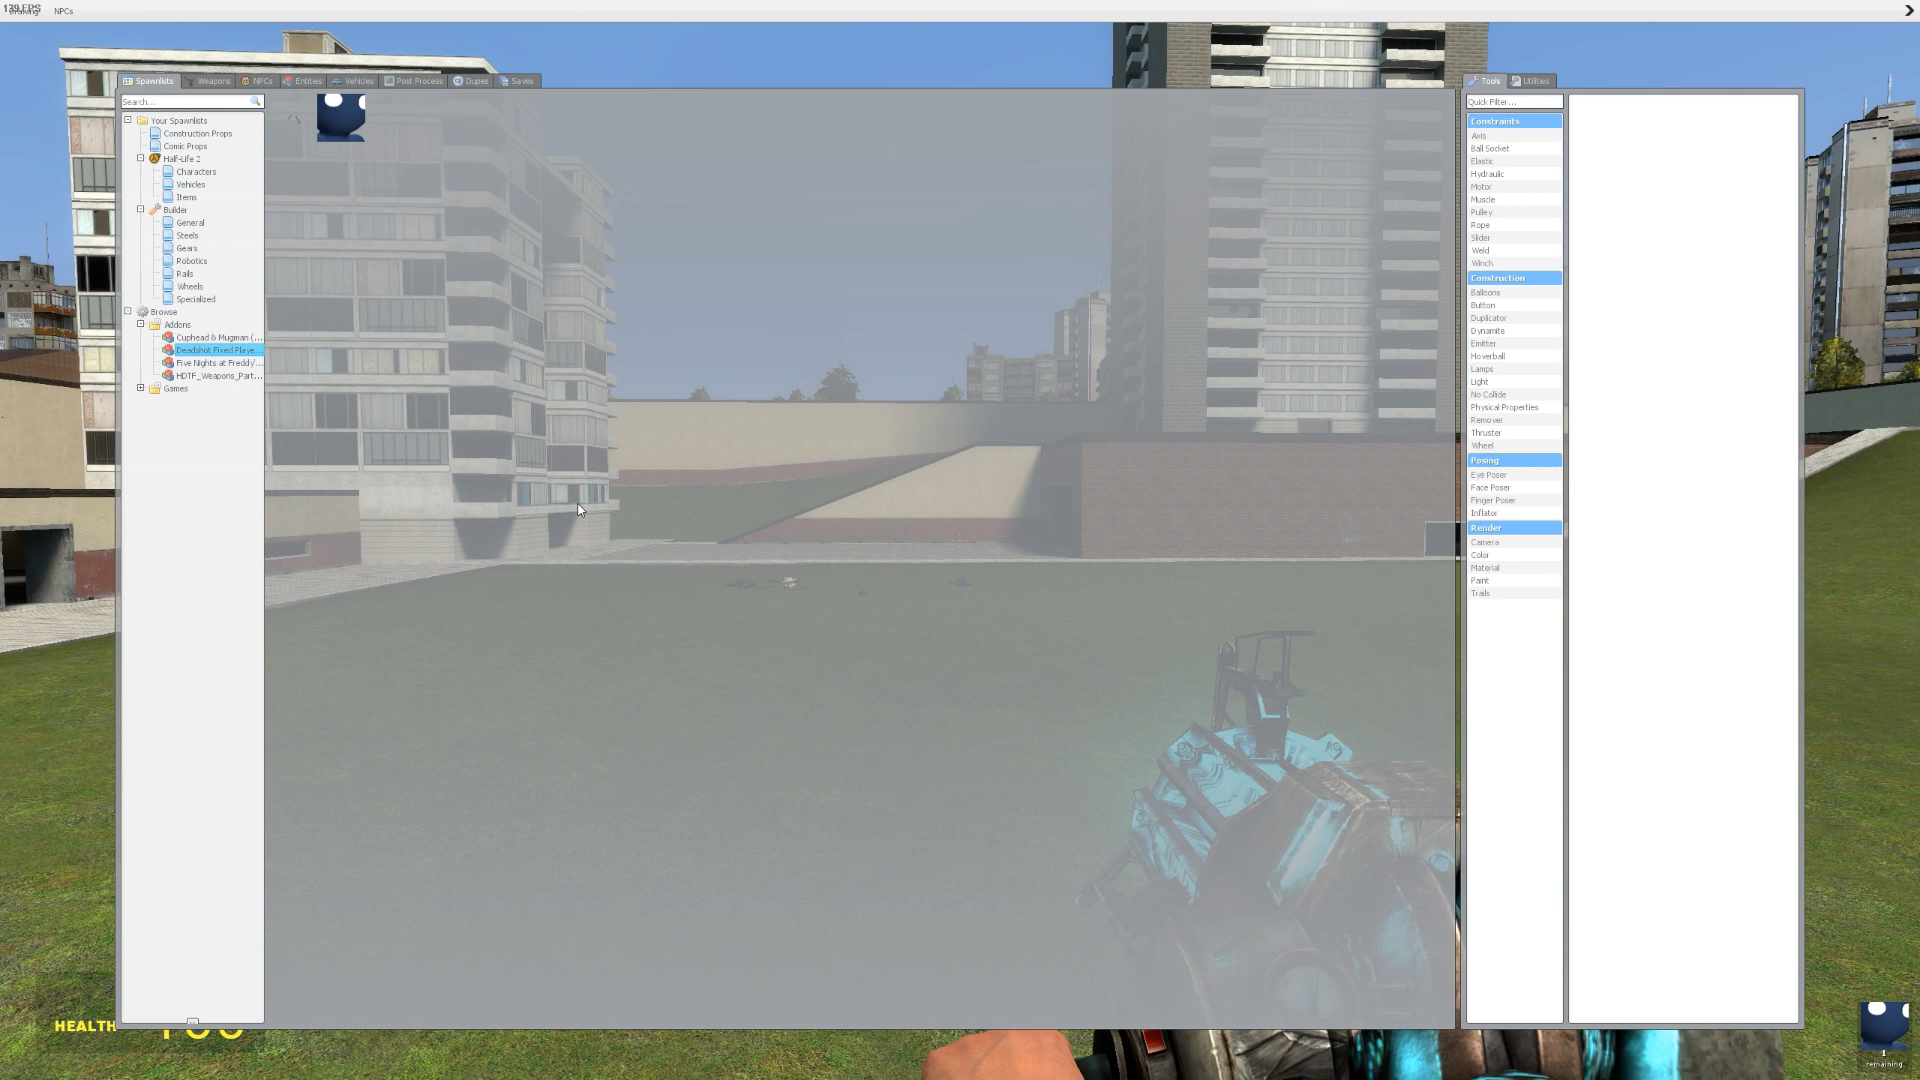 139 FPS
NPCs
Spawnlists
Weapons
NPCs
Entities
Vehicles
Post Process
Dupes
Saves
Search...
Your Spawnlists
Construction Props
Comic Props
Half-Life 2
Characters
Vehicles
Items
Builder
General
Steels
Gears
Robotics
Rails
Wheels
Specialized
Browse
Addons
Cuphead & Mugman (...
Deadshot Fixed Playe...
Five Nights at Freddy'...
HDTF_Weapons_Part...
Games
Tools
Utilities
Quick Filter...
Constraints
Axis
Ball Socket
Elastic
Hydraulic
Motor
Muscle
Pulley
Rope
Slider
Weld
Winch
Construction
Balloons
Button
Duplicator
Dynamite
Emitter
Hoverball
Lamps
Light
No Collide
Physical Properties
Remover
Thruster
Wheel
Posing
Eye Poser
Face Poser
Finger Poser
Inflator
Render
Camera
Color
Material
Paint
Trails
HEALTH
1
remaining